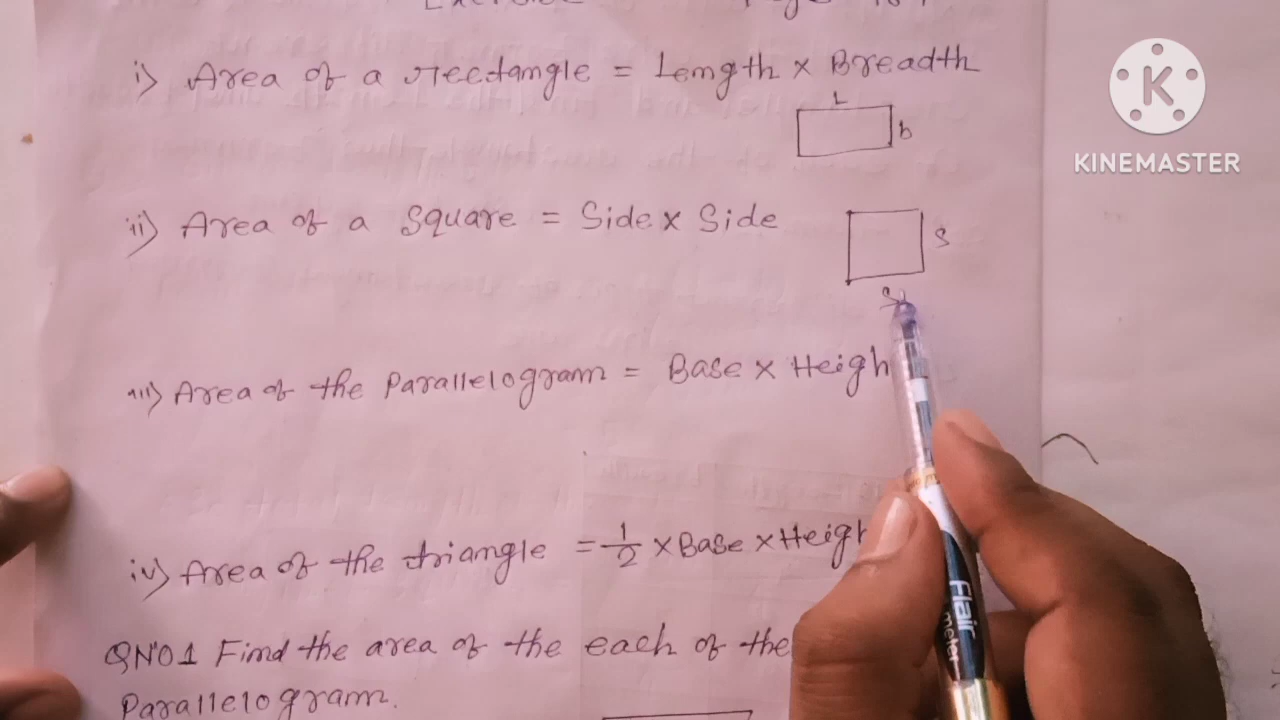 i) Area of a rectangle = Length × Breadth
L
b
K
KINEMASTER
ii) Area of a Square = Side × Side
S
S
iii) Area of the Parallelogram = Base × Heigh
iv) Area of the triangle = 1/2 × Base × Heigh
QNO1 Find the area of the each of the
Parallelogram.
Flair